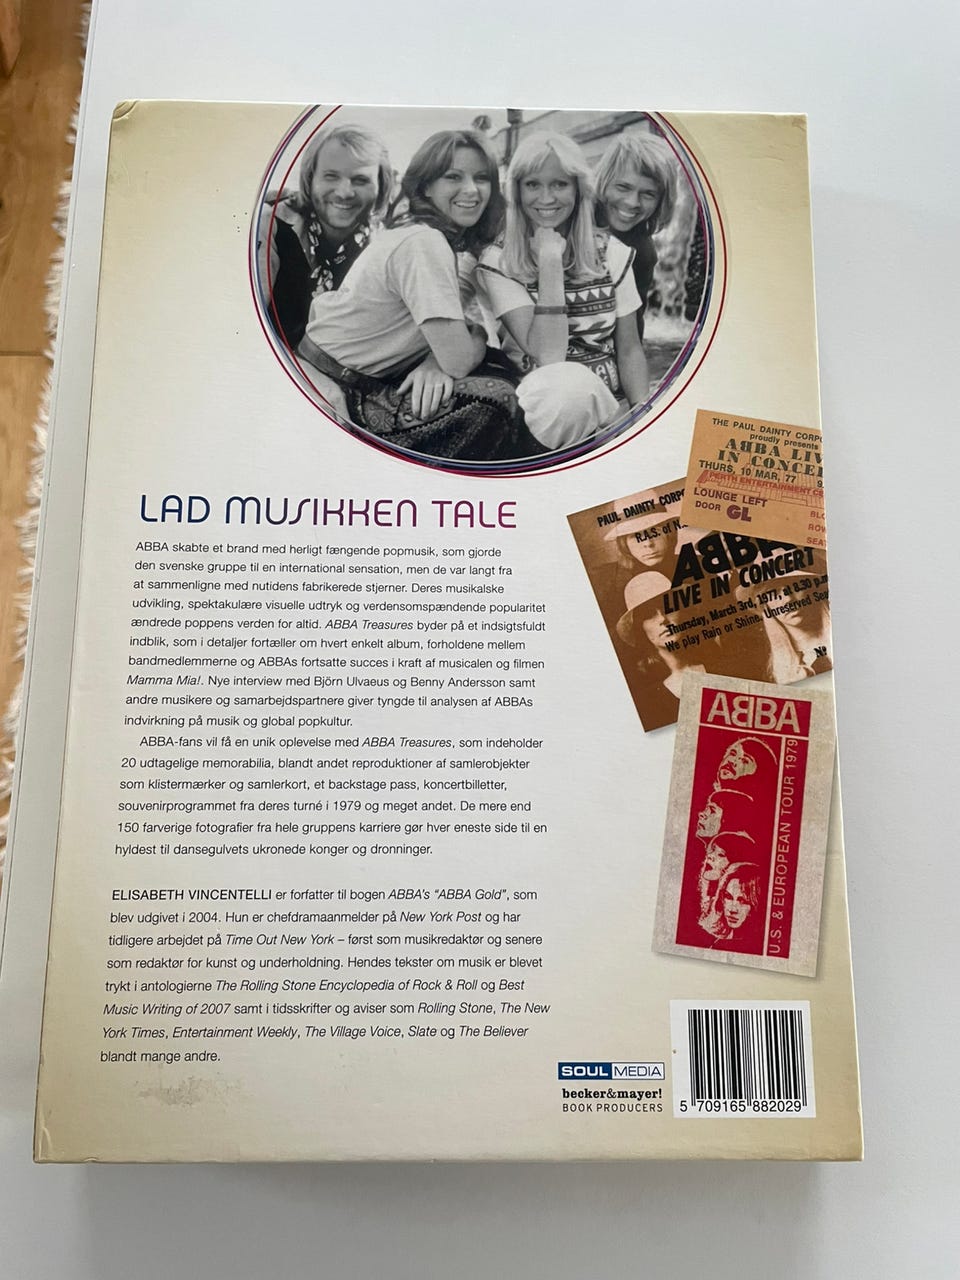 LAD MUSIKKEN TALE
ABBA skabte et brand med herligt fængende popmusik, som gjorde
den svenske gruppe til en international sensation, men de var langt fra
at sammenligne med nutidens fabrikerede stjerner. Deres musikalske
udvikling, spektakulære visuelle udtryk og verdensomspændende popularitet
ændrede poppens verden for altid. ABBA Treasures byder på et indsigtsfuldt
indblik, som i detaljer fortæller om hvert enkelt album, forholdene mellem
bandmedlemmerne og ABBAs fortsatte succes i kraft af musicalen og filmen
Mamma Mia!. Nye interview med Björn Ulvaeus og Benny Andersson samt
andre musikere og samarbejdspartnere giver tyngde til analysen af ABBAs
indvirkning på musik og global popkultur.
ABBA-fans vil få en unik oplevelse med ABBA Treasures, som indeholder
20 udtagelige memorabilia, blandt andet reproduktioner af samlerobjekter
som klistermærker og samlerkort, et backstage pass, koncertbilletter,
souvenirprogrammet fra deres turné i 1979 og meget andet. De mere end
150 farverige fotografier fra hele gruppens karriere gør hver eneste side til en
hyldest til dansegulvets ukronede konger og dronninger.
ELISABETH VINCENTELLI er forfatter til bogen ABBA's "ABBA Gold", som
blev udgivet i 2004. Hun er chefdramaanmelder på New York Post og har
tidligere arbejdet på Time Out New York – først som musikredaktør og senere
som redaktør for kunst og underholdning. Hendes tekster om musik er blevet
trykt i antologierne The Rolling Stone Encyclopedia of Rock & Roll og Best
Music Writing of 2007 samt i tidsskrifter og aviser som Rolling Stone, The New
York Times, Entertainment Weekly, The Village Voice, Slate og The Believer
blandt mange andre.
THE PAUL DAINTY CORPO
proudly presents
ABBA LIV
IN CONCE
THURS, 10 MAR, 77
PERTH ENTERTAINMENT CE
LOUNGE LEFT
DOOR GL
BLO
ROW
SEAT
PAUL DAINTY CORP
R.A.S. of N.
ABBA
LIVE IN CONCERT
Thursday, March 3rd, 1977, at 8.30 p.m
We play Rain or Shine. Unreserved Sea
Nº
ABBA
U.S. & EUROPEAN TOUR 1979
SOUL MEDIA
becker&mayer!
BOOK PRODUCERS
5 709165 882029